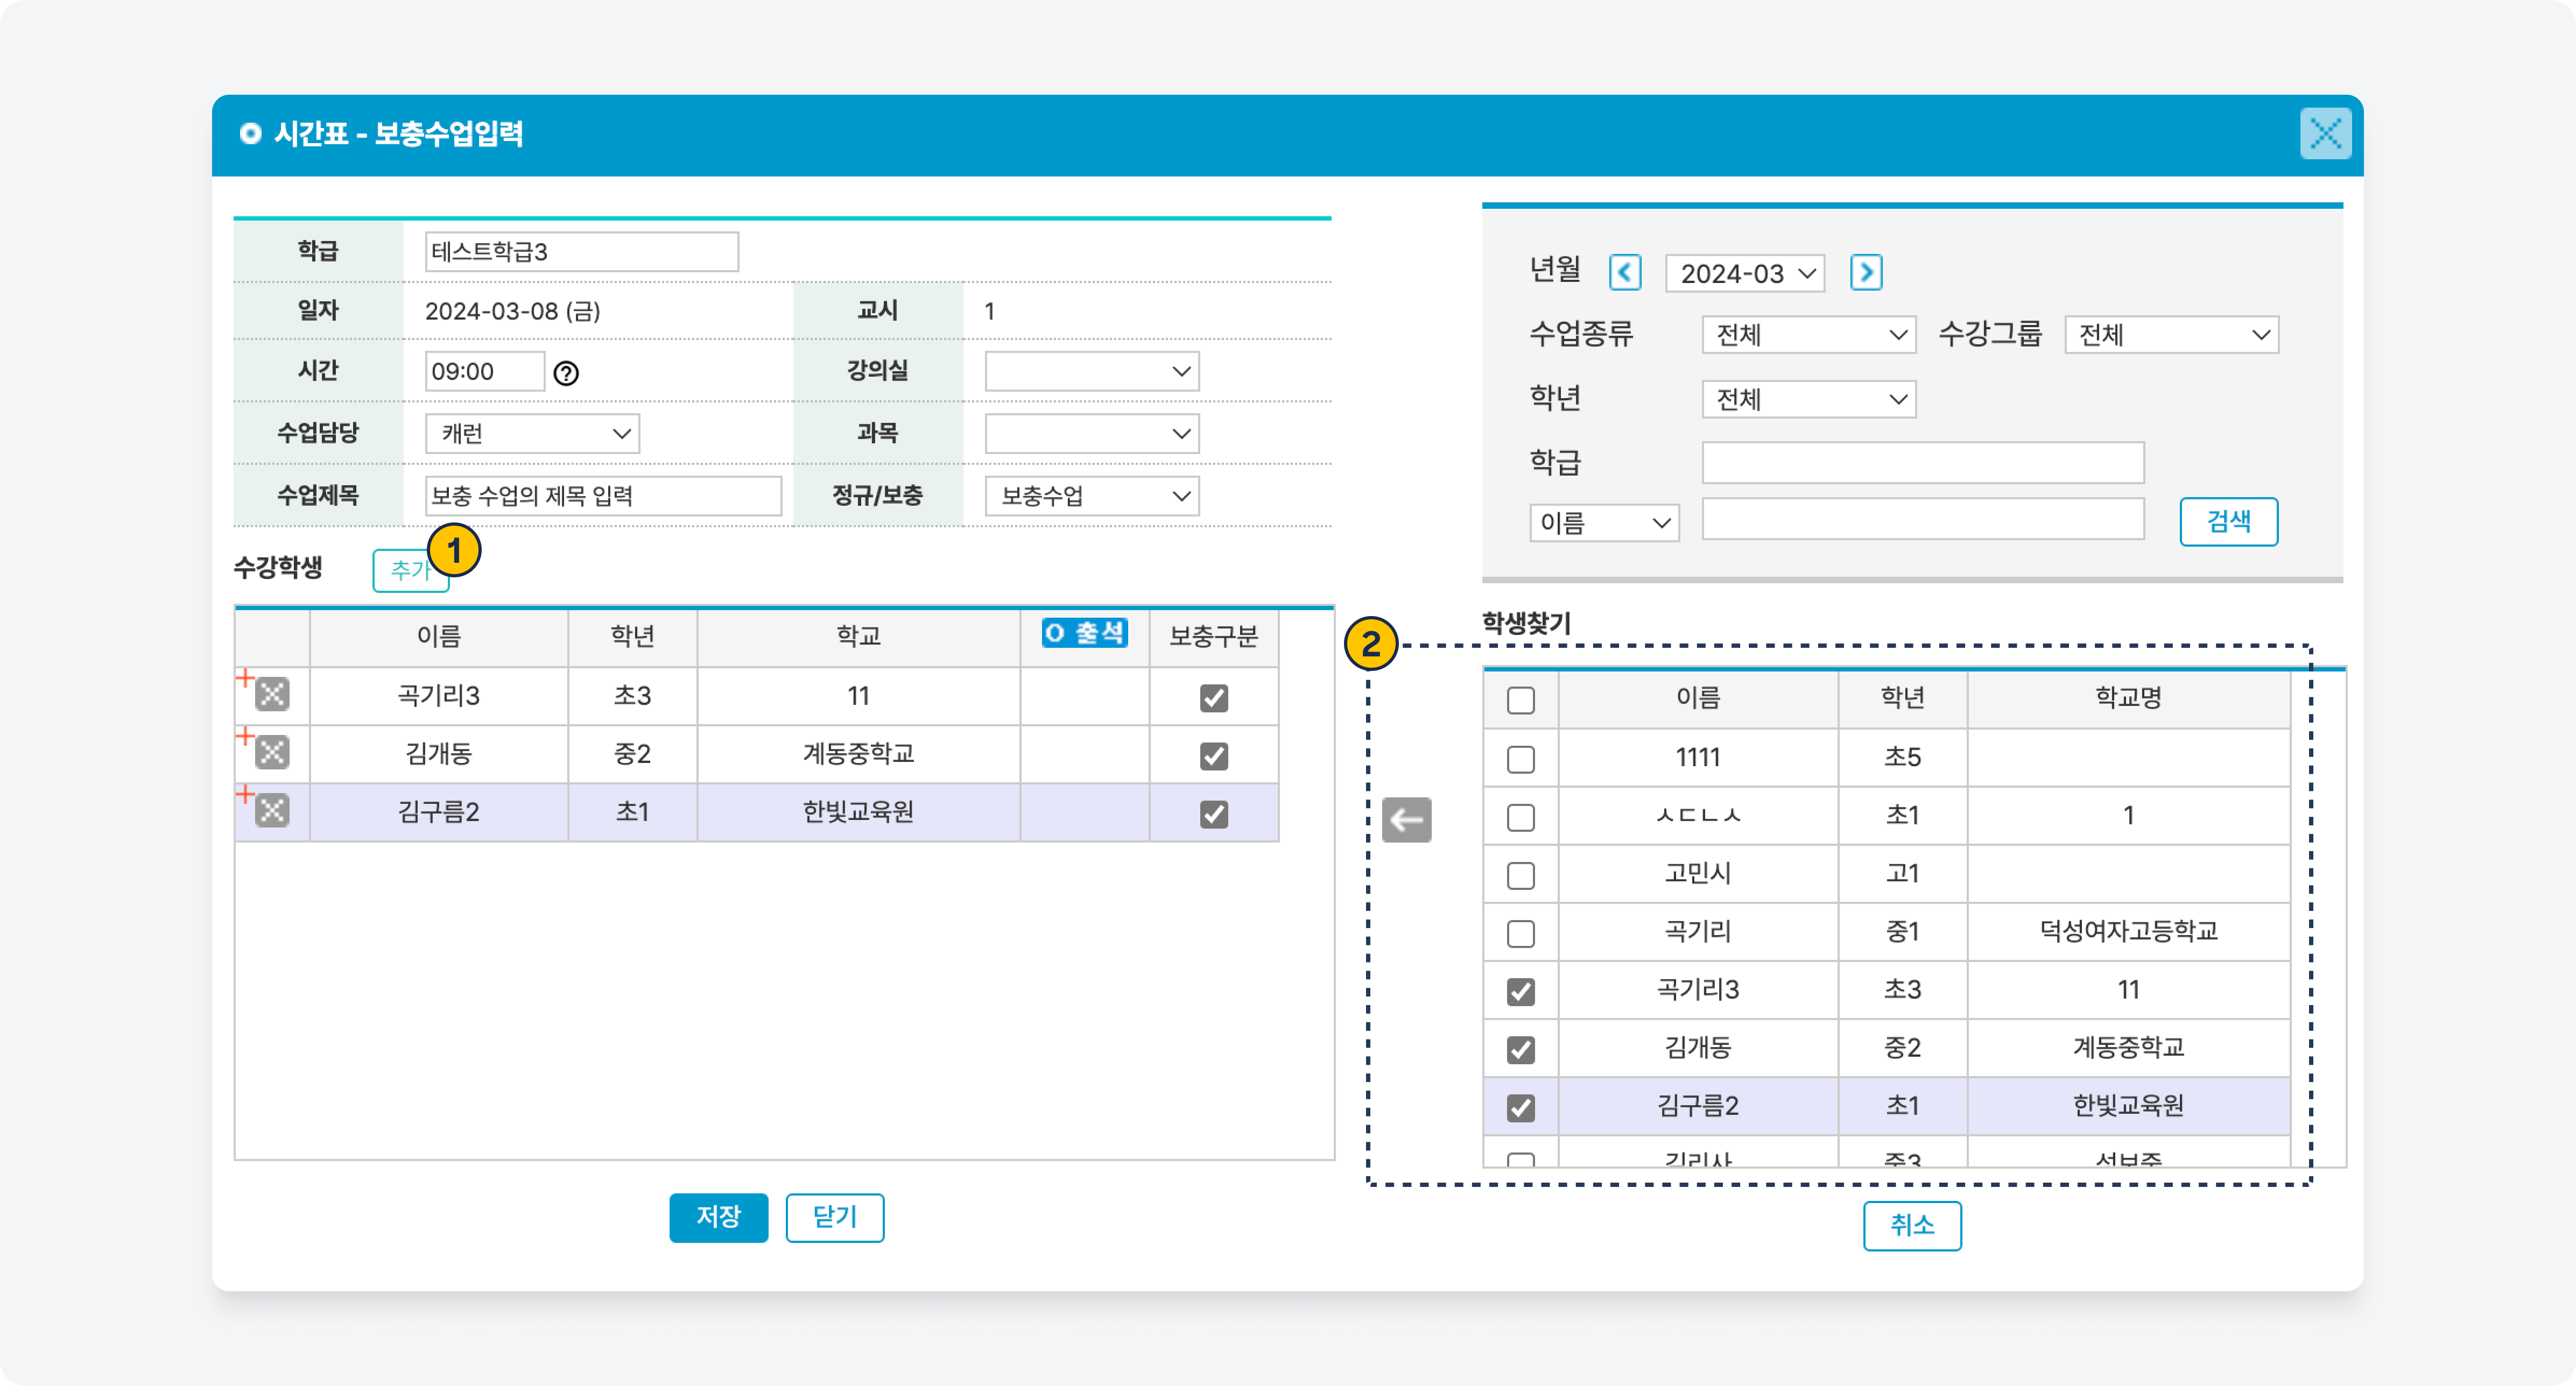 시간표 - 보충수업입력
학급 테스트학급3
일자 2024-03-08 (금) 교시 1
시간 09:00 강의실
수업담당 캐런 과목
수업제목 보충 수업의 제목 입력 정규/보충 보충수업
수강학생 추가 1
이름 학년 학교 O 출석 보충구분
곡기리3 초3 11
김개동 중2 계동중학교
김구름2 초1 한빛교육원
저장 닫기
년월 2024-03
수업종류 전체 수강그룹 전체
학년 전체
학급
이름 검색
학생찾기
2
이름 학년 학교명
1111 초5
ㅅㄷㄴㅅ 초1 1
고민시 고1
곡기리 중1 덕성여자고등학교
곡기리3 초3 11
김개동 중2 계동중학교
김구름2 초1 한빛교육원
취소